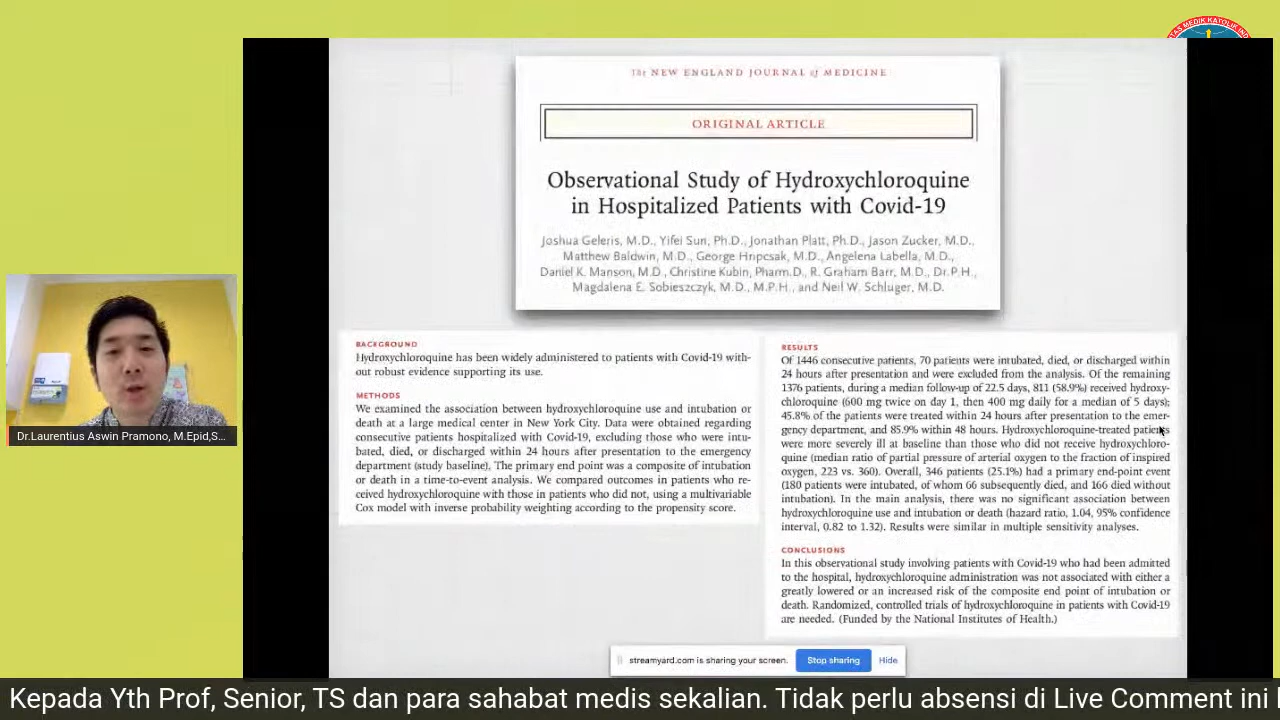 The NEW ENGLAND JOURNAL of MEDICINE
ORIGINAL ARTICLE
Observational Study of Hydroxychloroquine
in Hospitalized Patients with Covid-19
Joshua Geleris, M.D., Yifei Sun, Ph.D., Jonathan Platt, Ph.D., Jason Zucker, M.D.,
Matthew Baldwin, M.D., George Hripcsak, M.D., Angelena Labella, M.D.,
Daniel K. Manson, M.D., Christine Kubin, Pharm.D., R. Graham Barr, M.D., Dr.P.H.,
Magdalena E. Sobieszczyk, M.D., M.P.H., and Neil W. Schluger, M.D.
BACKGROUND
Hydroxychloroquine has been widely administered to patients with Covid-19 with-
out robust evidence supporting its use.
METHODS
We examined the association between hydroxychloroquine use and intubation or
death at a large medical center in New York City. Data were obtained regarding
consecutive patients hospitalized with Covid-19, excluding those who were intu-
bated, died, or discharged within 24 hours after presentation to the emergency
department (study baseline). The primary end point was a composite of intubation
or death in a time-to-event analysis. We compared outcomes in patients who re-
ceived hydroxychloroquine with those in patients who did not, using a multivariable
Cox model with inverse probability weighting according to the propensity score.
RESULTS
Of 1446 consecutive patients, 70 patients were intubated, died, or discharged within
24 hours after presentation and were excluded from the analysis. Of the remaining
1376 patients, during a median follow-up of 22.5 days, 811 (58.9%) received hydroxy-
chloroquine (600 mg twice on day 1, then 400 mg daily for a median of 5 days);
45.8% of the patients were treated within 24 hours after presentation to the emer-
gency department, and 85.9% within 48 hours. Hydroxychloroquine-treated patients
were more severely ill at baseline than those who did not receive hydroxychloro-
quine (median ratio of partial pressure of arterial oxygen to the fraction of inspired
oxygen, 223 vs. 360). Overall, 346 patients (25.1%) had a primary end-point event
(180 patients were intubated, of whom 66 subsequently died, and 166 died without
intubation). In the main analysis, there was no significant association between
hydroxychloroquine use and intubation or death (hazard ratio, 1.04, 95% confidence
interval, 0.82 to 1.32). Results were similar in multiple sensitivity analyses.
CONCLUSIONS
In this observational study involving patients with Covid-19 who had been admitted
to the hospital, hydroxychloroquine administration was not associated with either a
greatly lowered or an increased risk of the composite end point of intubation or
death. Randomized, controlled trials of hydroxychloroquine in patients with Covid-19
are needed. (Funded by the National Institutes of Health.)
Dr.Laurentius Aswin Pramono, M.Epid,S...
streamyard.com is sharing your screen. Stop sharing Hide
Kepada Yth Prof, Senior, TS dan para sahabat medis sekalian. Tidak perlu absensi di Live Comment ini